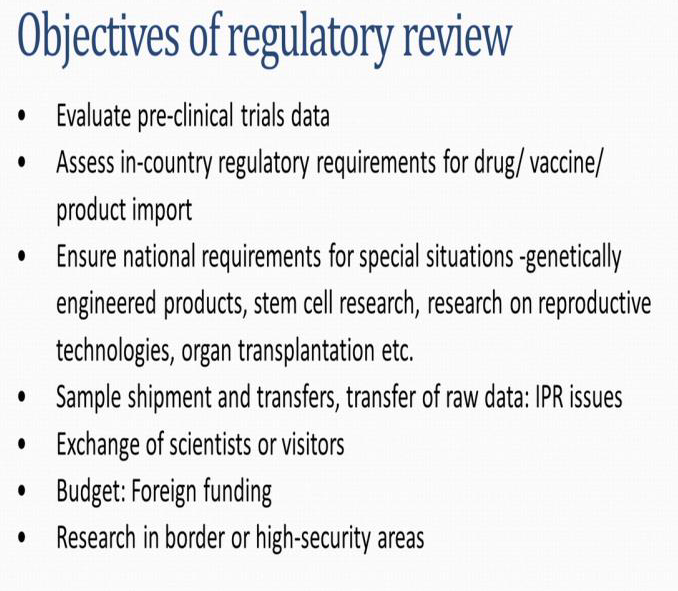 Objectives of regulatory review
• Evaluate pre-clinical trials data
• Assess in-country regulatory requirements for drug/ vaccine/
product import
• Ensure national requirements for special situations -genetically
engineered products, stem cell research, research on reproductive
technologies, organ transplantation etc.
• Sample shipment and transfers, transfer of raw data: IPR issues
• Exchange of scientists or visitors
• Budget: Foreign funding
• Research in border or high-security areas